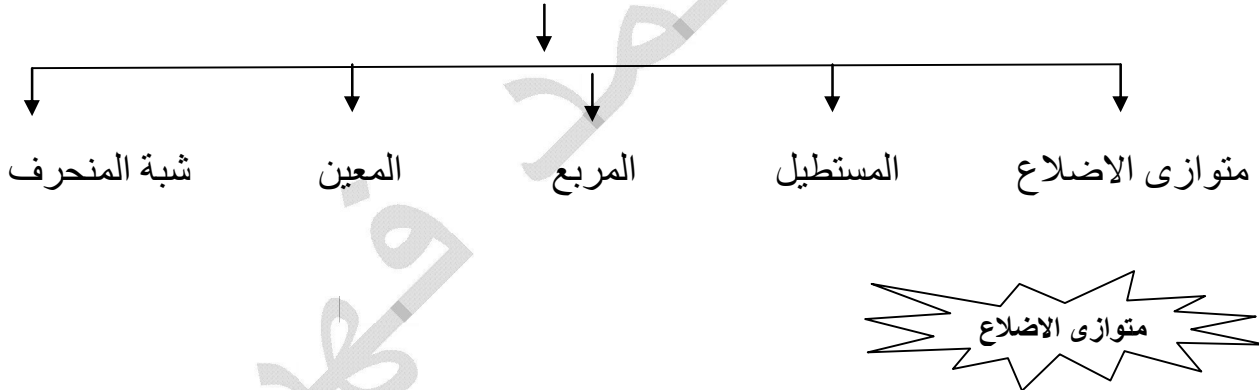 متوازى الاضلاع المستطيل المربع المعين شبة المنحرف
متوازى الاضلاع